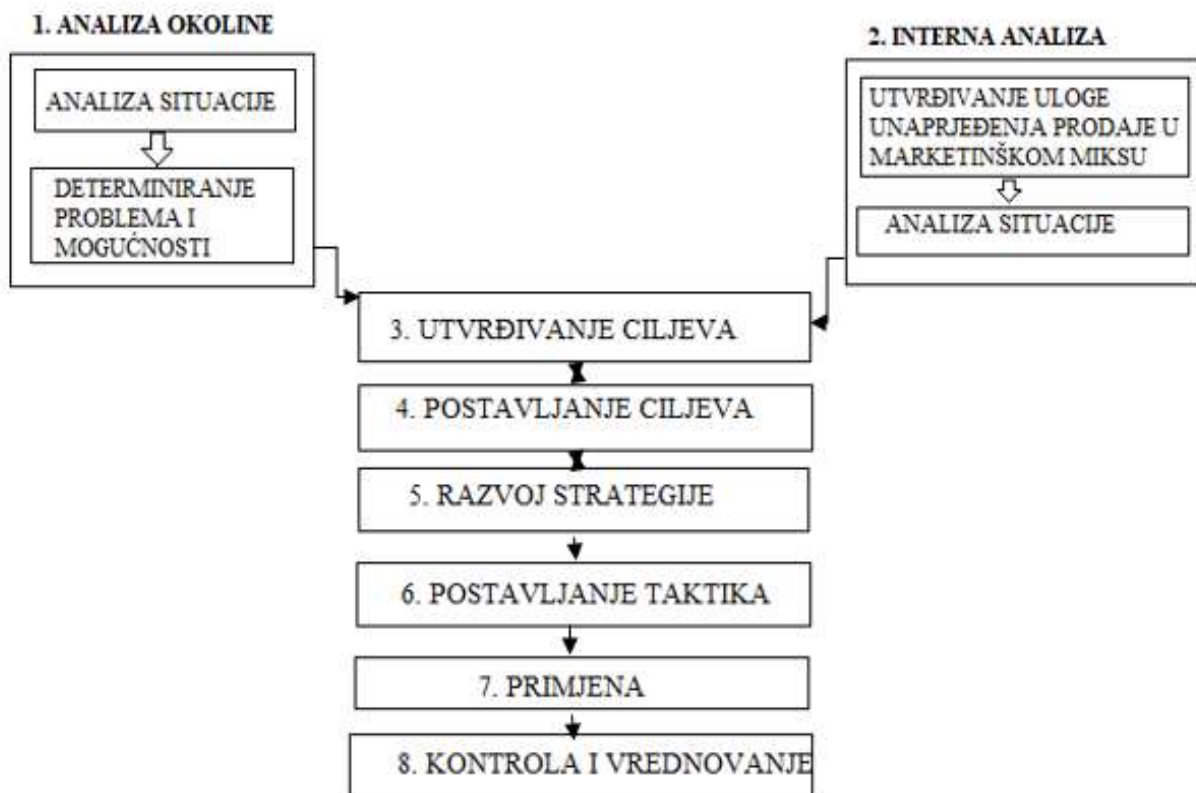 1. ANALIZA OKOLINE
ANALIZA SITUACIJE
DETERMINIRANJE
PROBLEMA I
MOGUĆNOSTI
2. INTERNA ANALIZA
UTVRĐIVANJE ULOGE
UNAPRJEĐENJA PRODAJE U
MARKETINŠKOM MIKSU
ANALIZA SITUACIJE
3. UTVRĐIVANJE CILJEVA
4. POSTAVLJANJE CILJEVA
5. RAZVOJ STRATEGIJE
6. POSTAVLJANJE TAKTIKA
7. PRIMJENA
8. KONTROLA I VREDNOVANJE